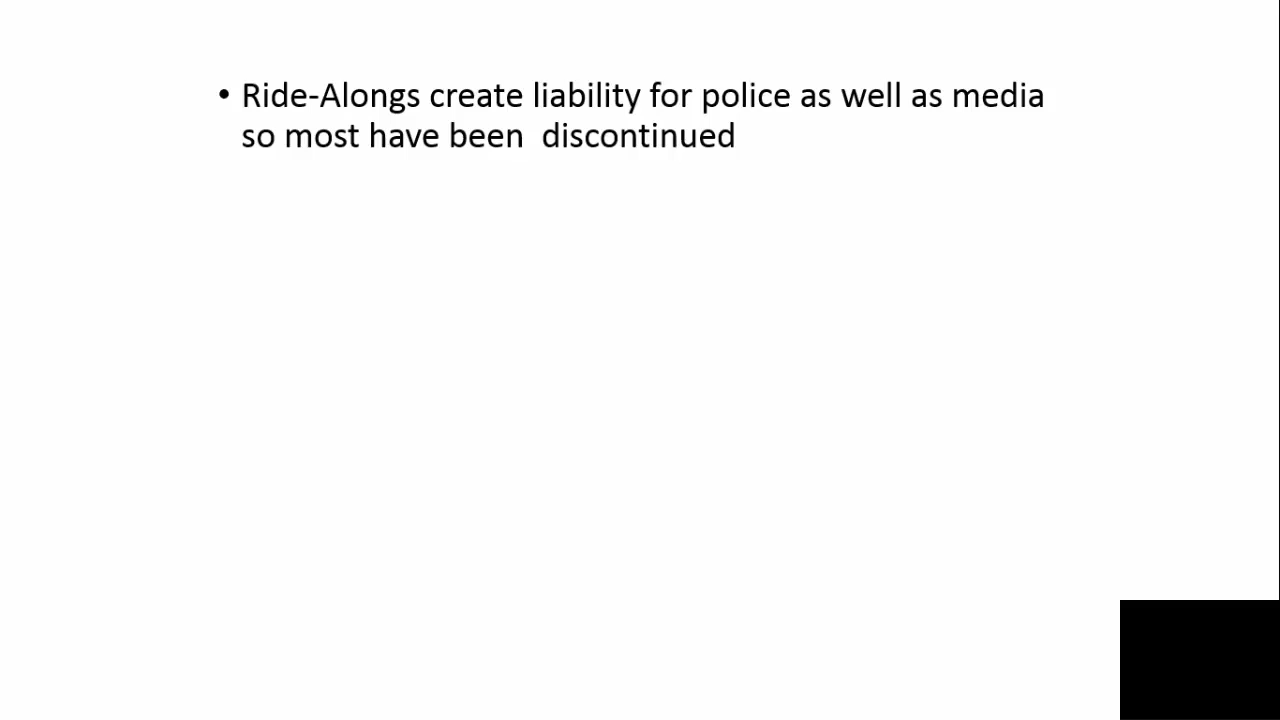 • Ride-Alongs create liability for police as well as media
so most have been  discontinued